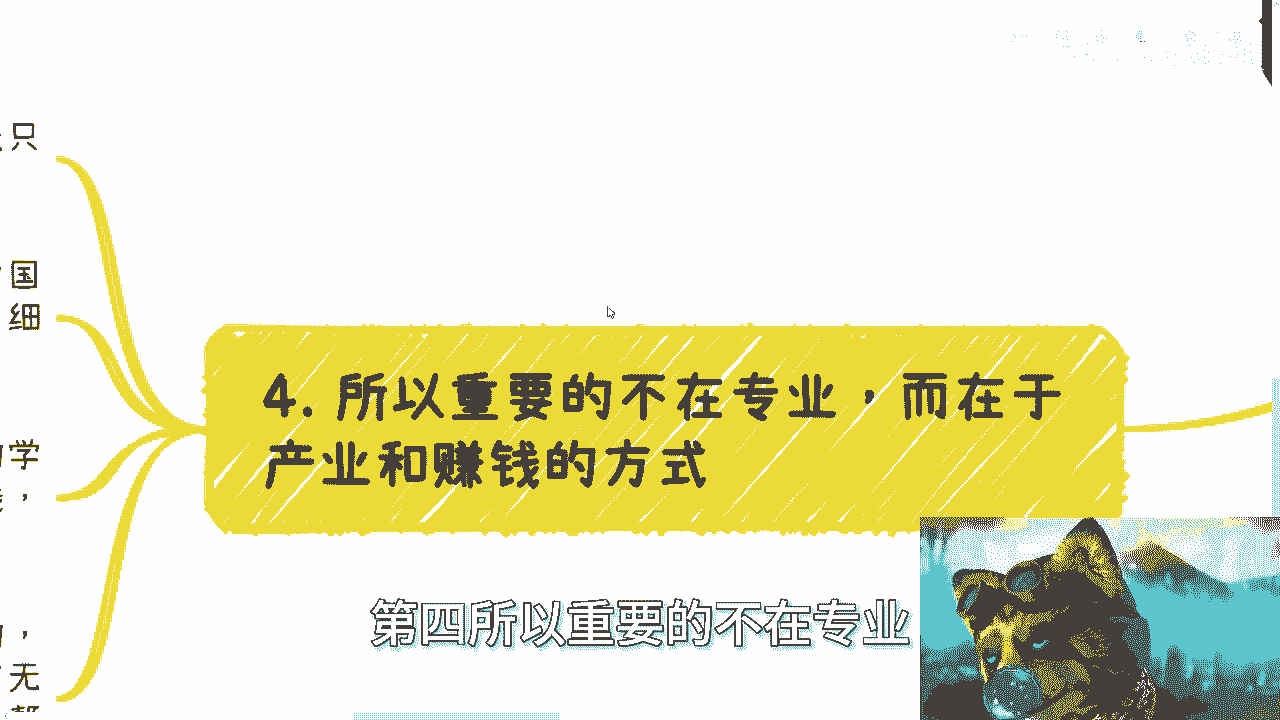 只
国
细
学
，
，
无
4. 所以重要的不在专业，而在于
产业和赚钱的方式
第四所以重要的不在专业